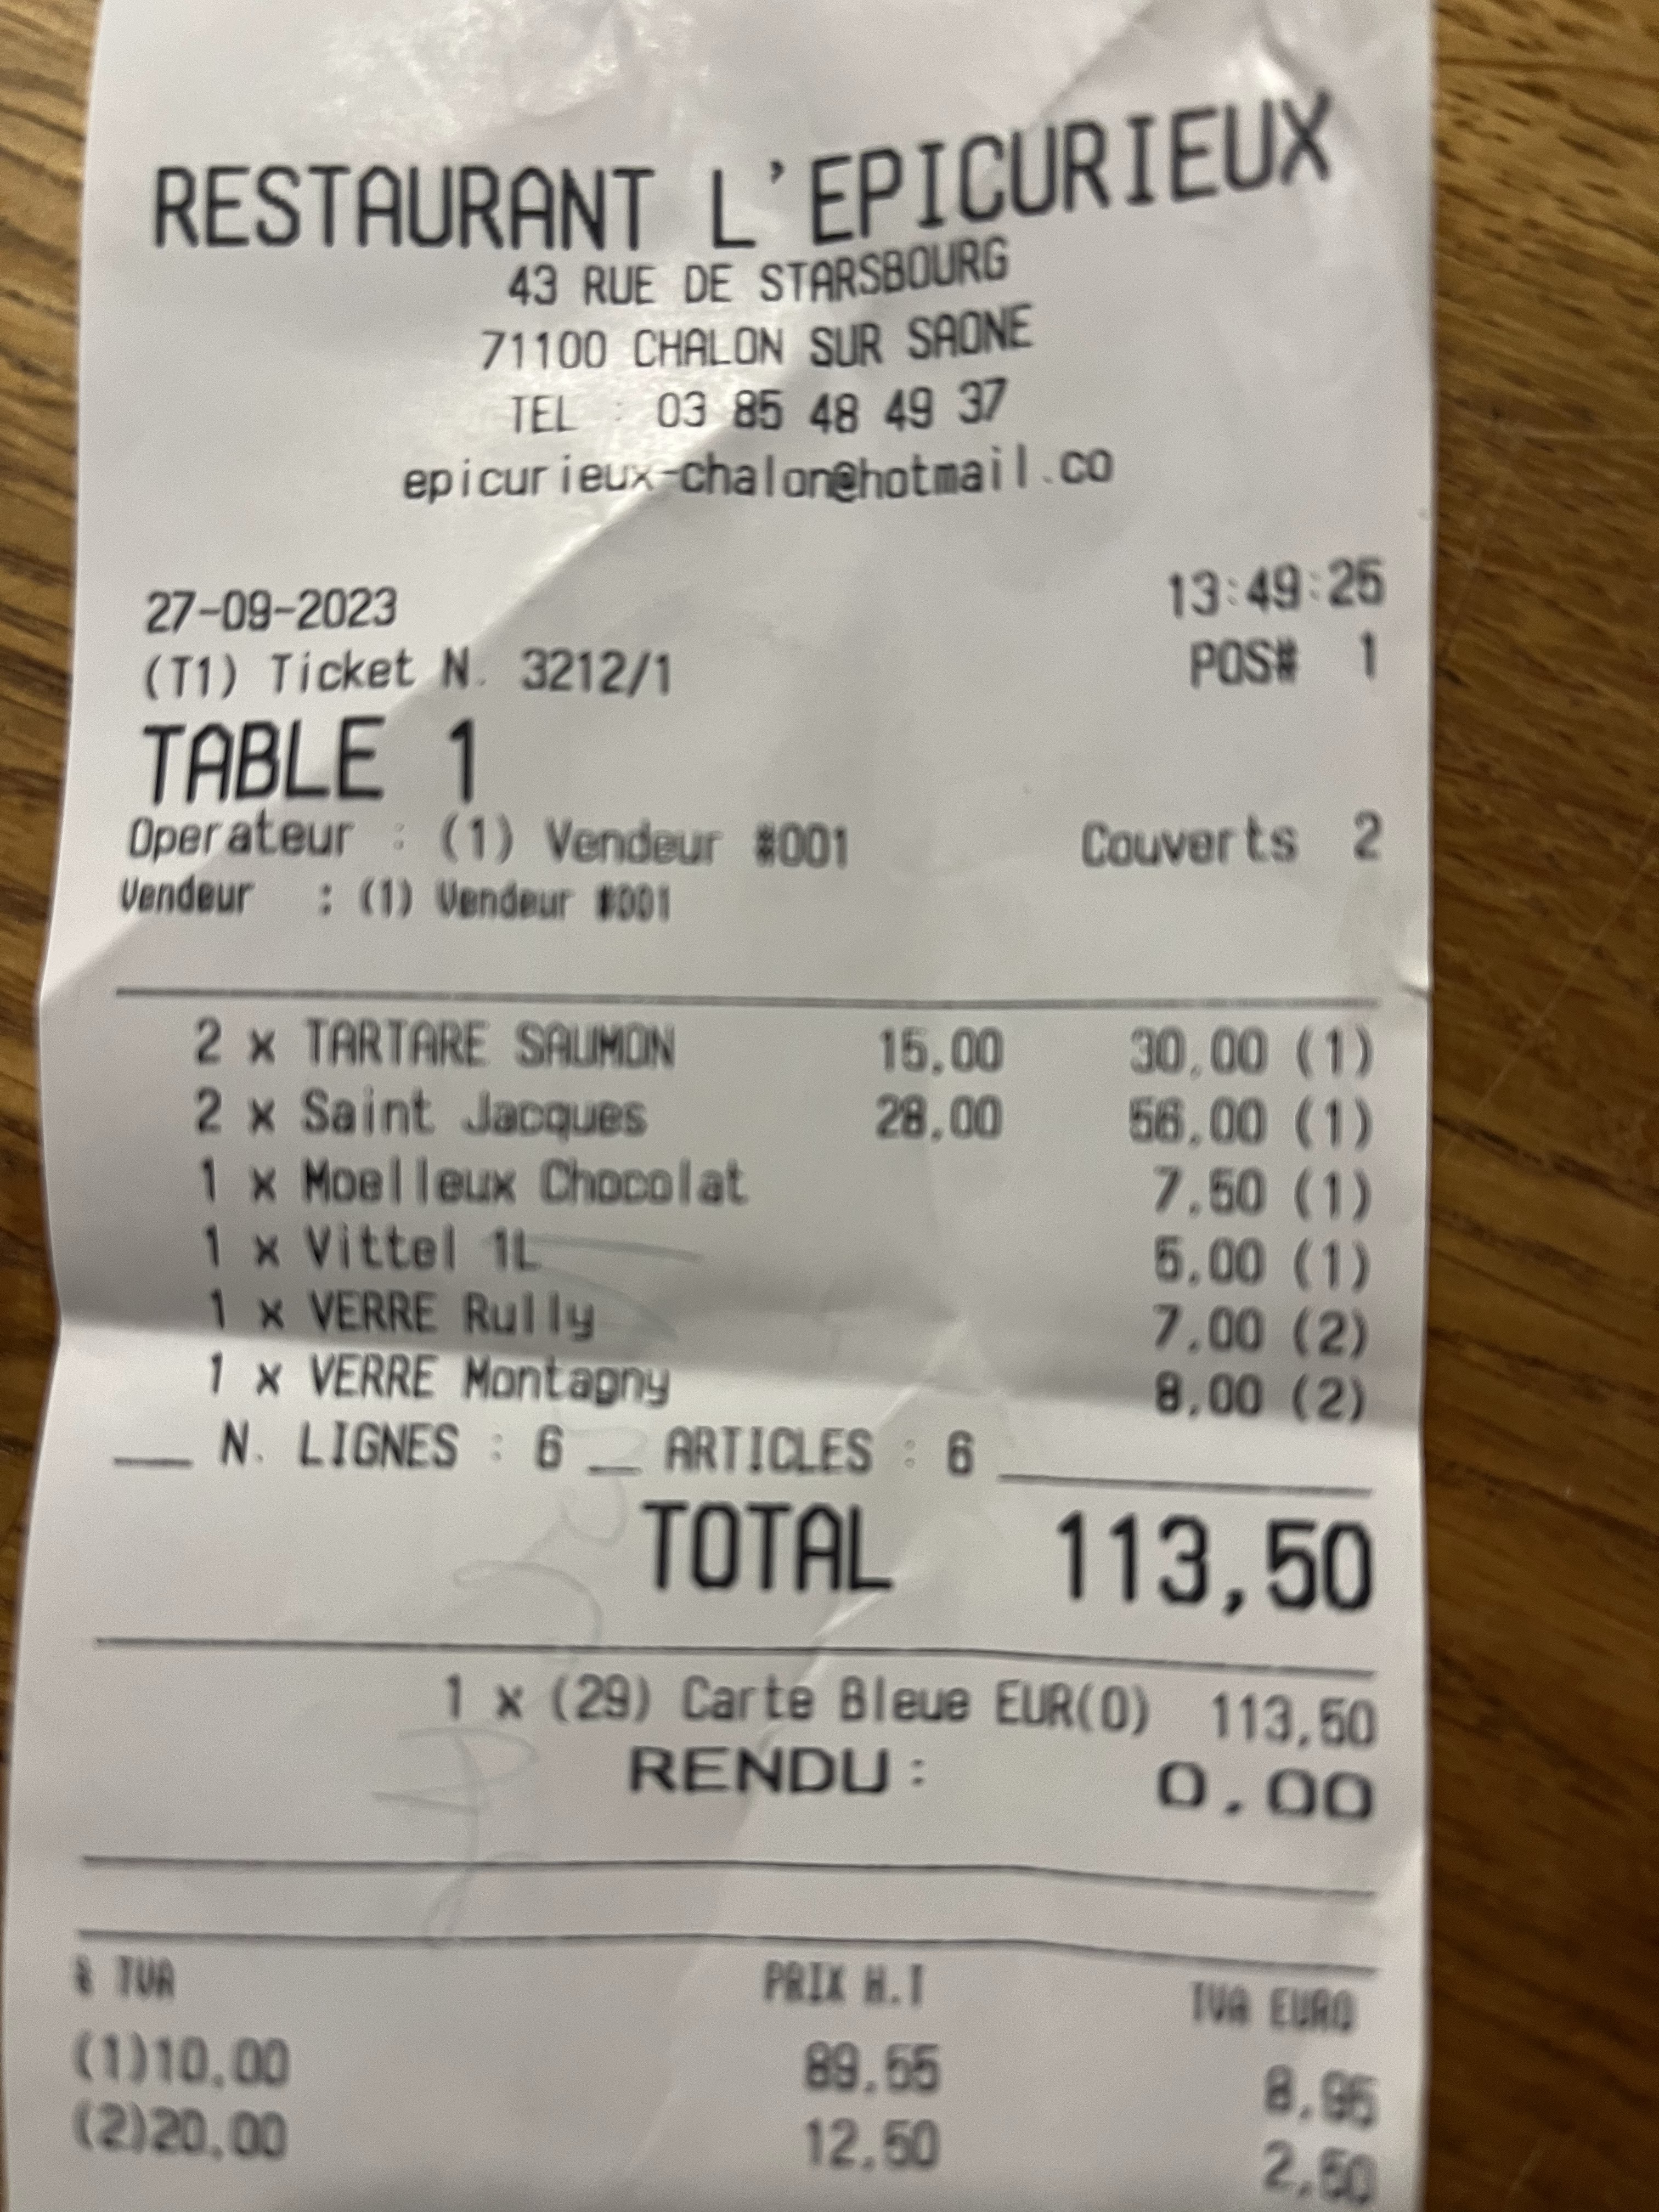 RESTAURANT L'EPICURIEUX
43 RUE DE STARSBOURG
71100 CHALON SUR SAONE
TEL : 03 85 48 49 37
epicurieux-chalon@hotmail.co
27-09-2023 13:49:25
(T1) Ticket N. 3212/1 POS# 1
TABLE 1
Operateur : (1) Vendeur #001 Couverts 2
Vendeur : (1) Vendeur #001
2 x TARTARE SAUMON 15,00 30,00 (1)
2 x Saint Jacques 28,00 56,00 (1)
1 x Moelleux Chocolat 7,50 (1)
1 x Vittel 1L 5,00 (1)
1 x VERRE Rully 7,00 (2)
1 x VERRE Montagny 8,00 (2)
N. LIGNES : 6 ARTICLES : 6
TOTAL 113,50
1 x (29) Carte Bleue EUR(0) 113,50
RENDU : 0.00
% TVA PRIX H.T TVA EURO
(1)10,00 89,55 8,95
(2)20,00 12,50 2,50